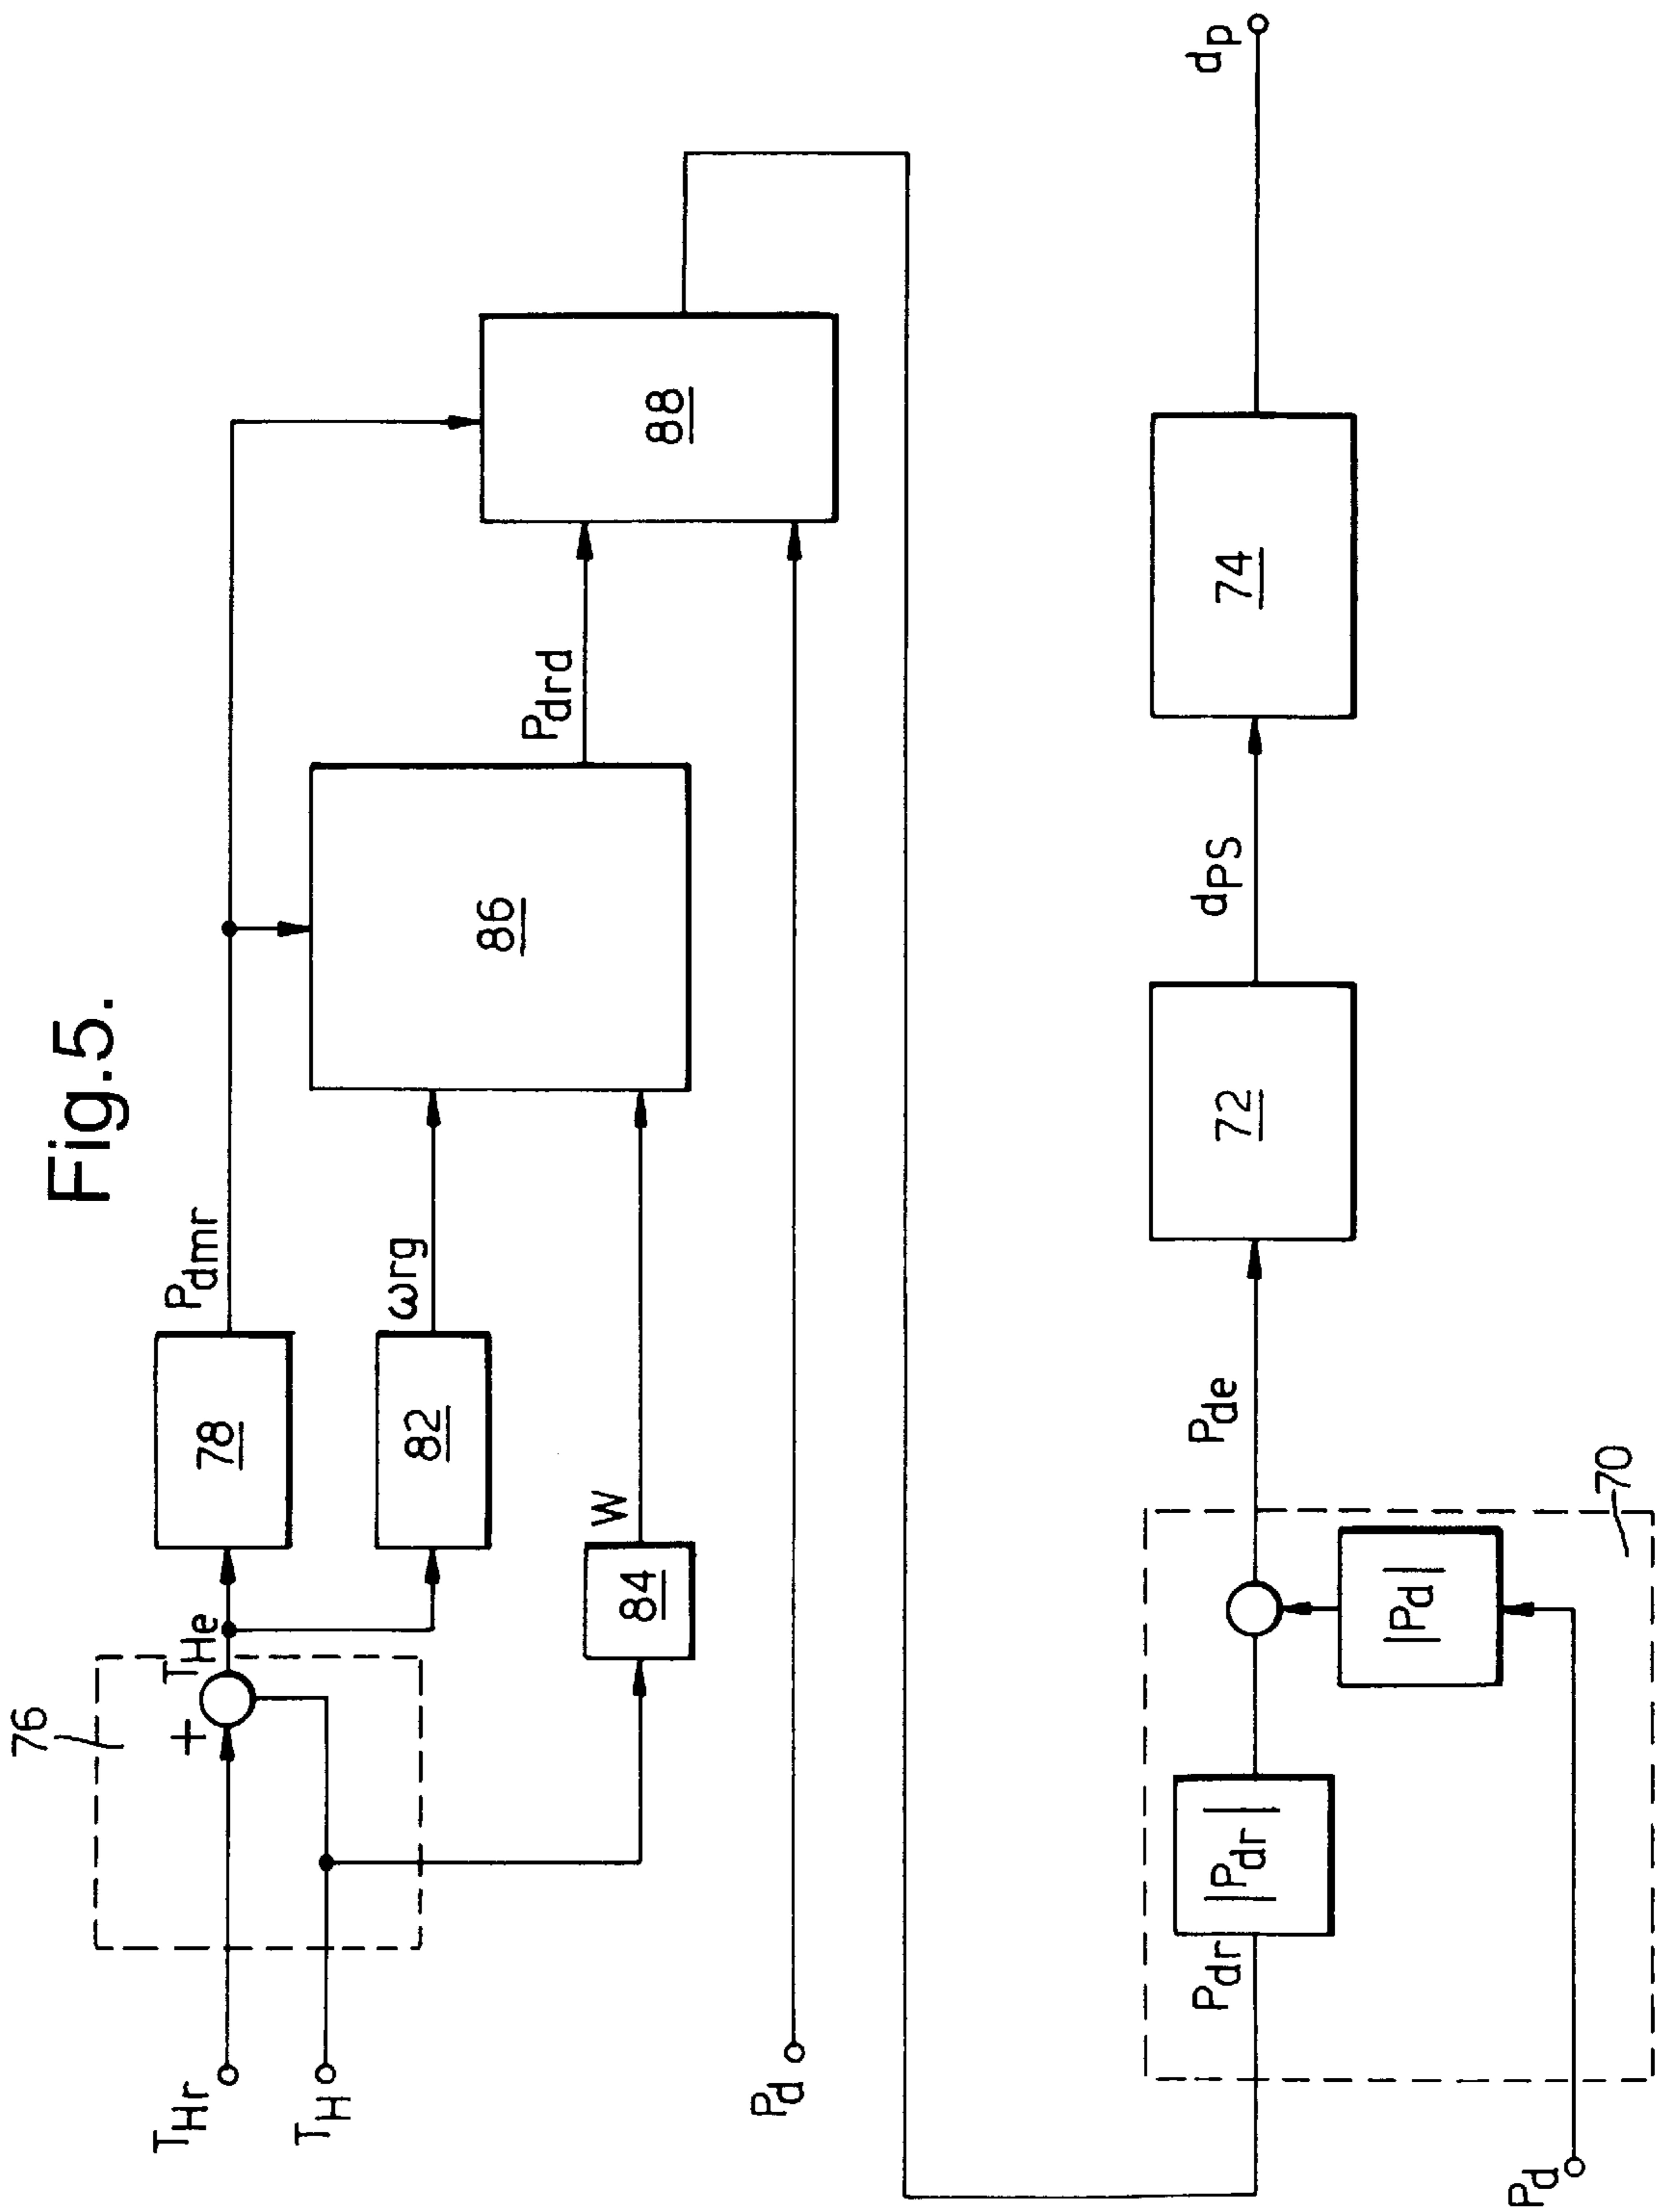 Fig.5.
76
T_Hr
T_H
+
T_He
78
P_dmr
82
ωrg
84
W
86
P_drd
88
P_d
P_dr
|P_dr|
|P_d|
P_d
70
P_de
72
d_PS
74
d_p